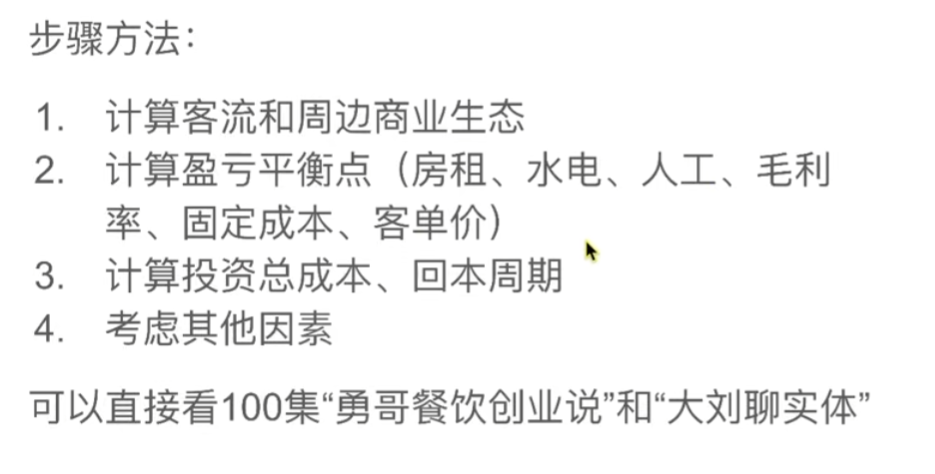 步骤方法：
1. 计算客流和周边商业生态
2. 计算盈亏平衡点（房租、水电、人工、毛利
率、固定成本、客单价）
3. 计算投资总成本、回本周期
4. 考虑其他因素
可以直接看100集“勇哥餐饮创业说”和“大刘聊实体”